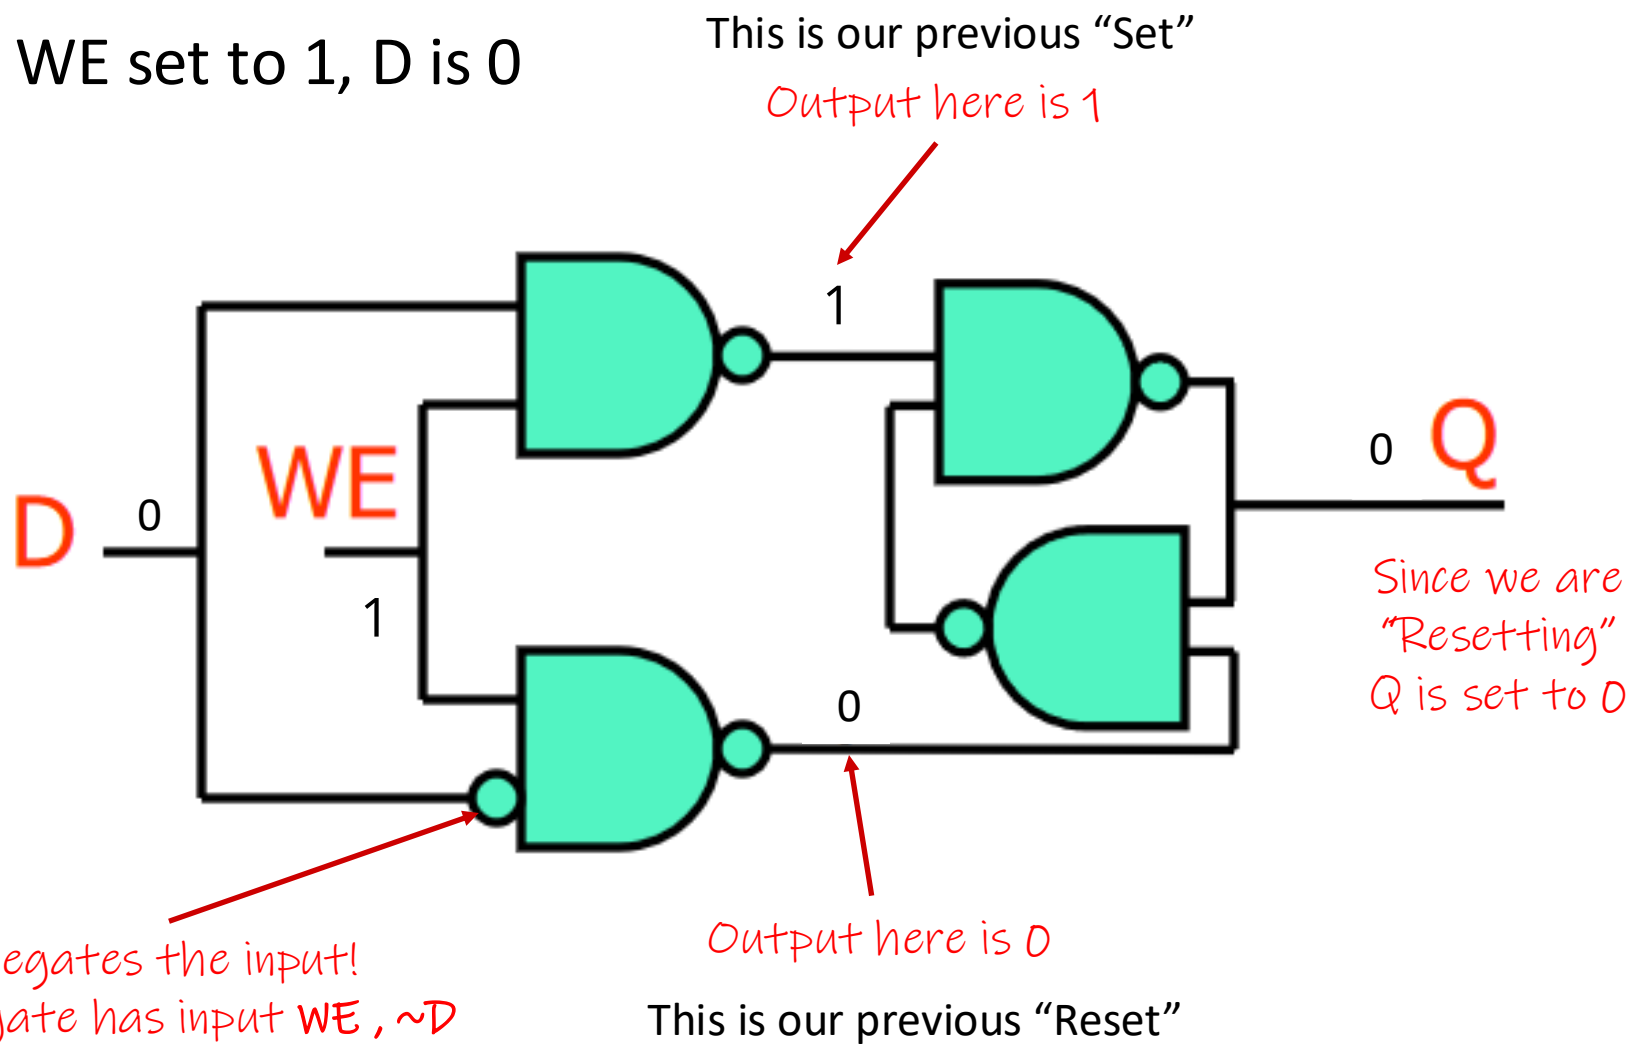 WE set to 1, D is 0
This is our previous “Set”
Output here is 1
1
0
Q
WE
D
0
1
Since we are
“Resetting”
Q is set to 0
0
Output here is 0
egates the input!
gate has input WE , ~D
This is our previous “Reset”